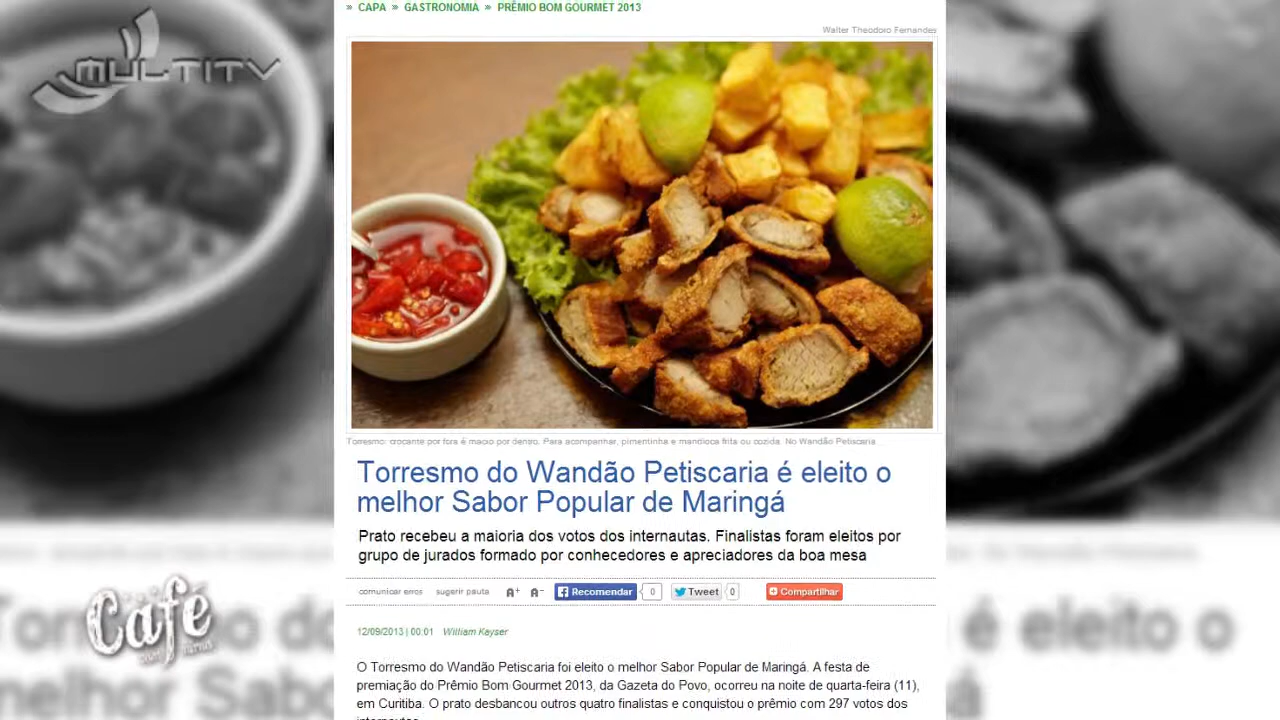 » CAPA » GASTRONOMIA » PRÊMIO BOM GOURMET 2013
Walter Theodoro Fernandes
MULTITV
Torresmo: crocante por fora é macio por dentro. Para acompanhar, pimentinha e mandioca frita ou cozida. No Wandão Petiscaria
Torresmo do Wandão Petiscaria é eleito o
melhor Sabor Popular de Maringá
Prato recebeu a maioria dos votos dos internautas. Finalistas foram eleitos por
grupo de jurados formado por conhecedores e apreciadores da boa mesa
comunicar erros sugerir pauta A+ A- Recomendar 0 Tweet 0 Compartilhar
Café
12/09/2013 | 00:01 William Kayser
O Torresmo do Wandão Petiscaria foi eleito o melhor Sabor Popular de Maringá. A festa de
premiação do Prêmio Bom Gourmet 2013, da Gazeta do Povo, ocorreu na noite de quarta-feira (11),
em Curitiba. O prato desbancou outros quatro finalistas e conquistou o prêmio com 297 votos dos
internautas